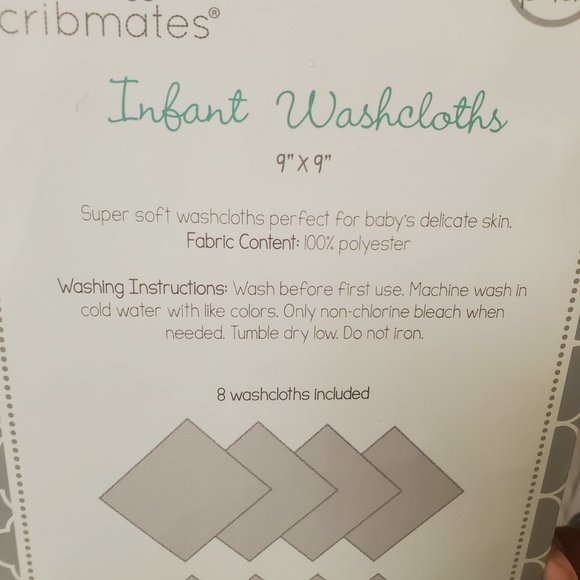 cribmates®
Infant Washcloths
9" X 9"
Super soft washcloths perfect for baby's delicate skin.
Fabric Content: 100% polyester
Washing Instructions: Wash before first use. Machine wash in
cold water with like colors. Only non-chlorine bleach when
needed. Tumble dry low. Do not iron.
8 washcloths included